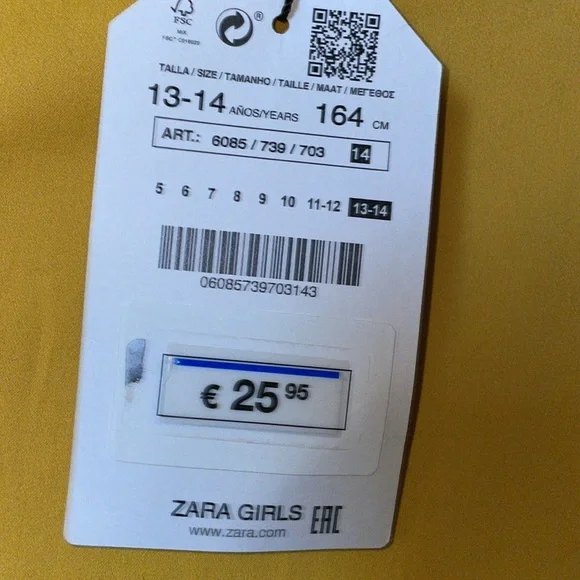 FSC
TALLA / SIZE / TAMANHO / TAILLE / MAAT / ΜΕΓΕΘΟΣ
13-14 AÑOS/YEARS 164 CM
ART.: 6085 / 739 / 703 14
5 6 7 8 9 10 11-12 13-14
06085739703143
€ 25 95
ZARA GIRLS EAC
www.zara.com